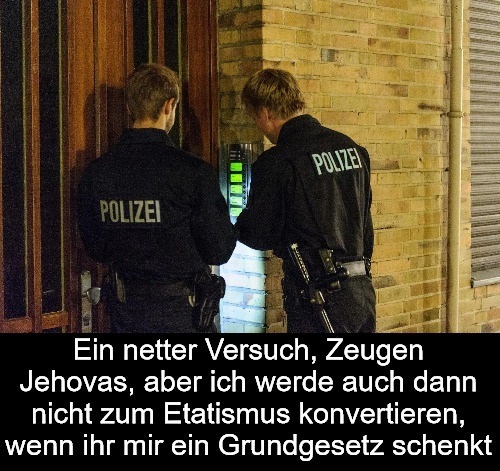 POLIZEI
POLIZEI
Ein netter Versuch, Zeugen
Jehovas, aber ich werde auch dann
nicht zum Etatismus konvertieren,
wenn ihr mir ein Grundgesetz schenkt